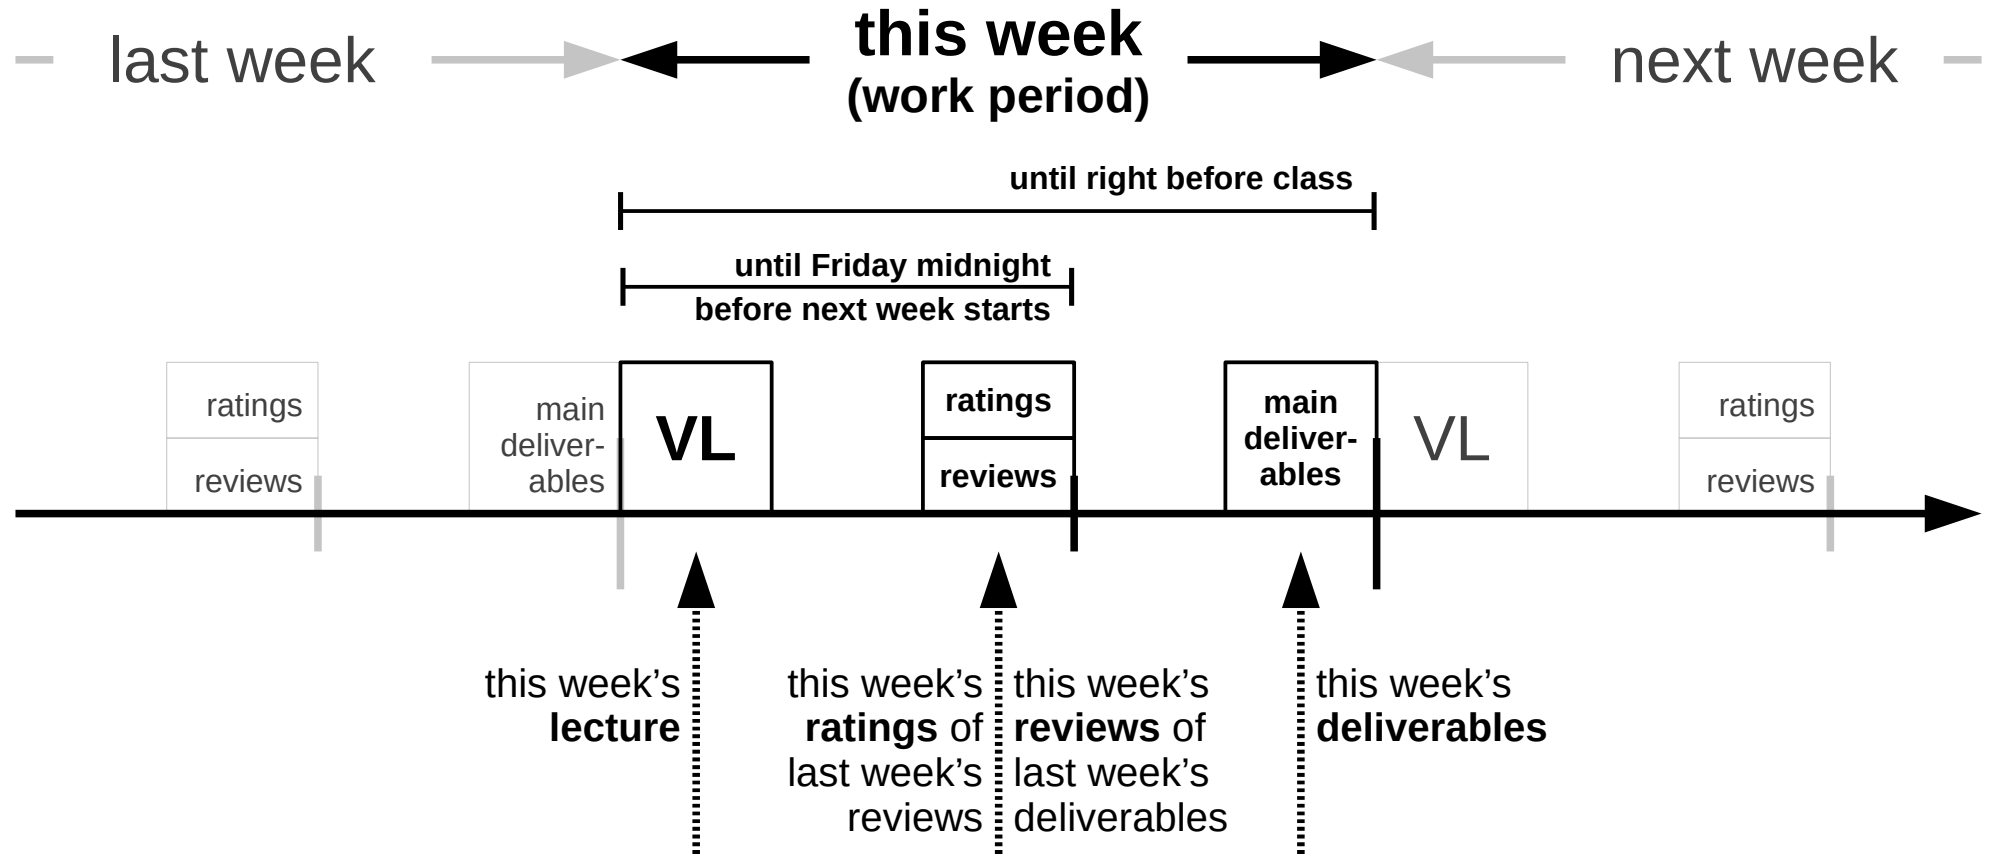 last week
this week
(work period)
next week
until right before class
until Friday midnight
before next week starts
ratings
reviews
main
deliver-
ables
VL
ratings
reviews
main
deliver-
ables
VL
ratings
reviews
this week’s
lecture
this week’s
ratings of
last week’s
reviews
this week’s
reviews of
last week’s
deliverables
this week’s
deliverables